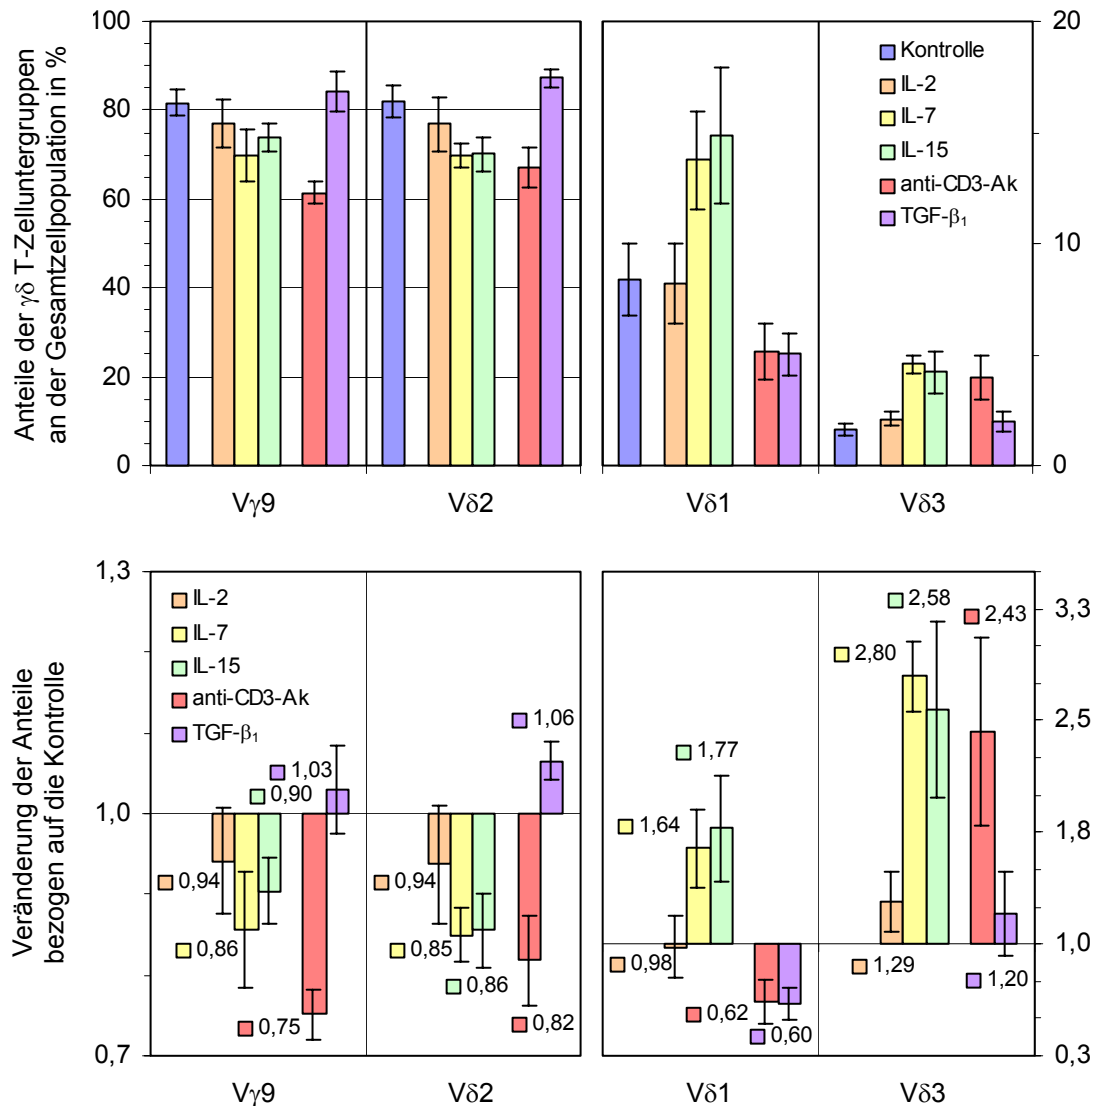 Anteile der γδ T-Zelluntergruppen
an der Gesamtzellpopulation in %
100
80
60
40
20
0
20
10
0
Kontrolle
IL-2
IL-7
IL-15
anti-CD3-Ak
TGF-β₁
Vγ9
Vδ2
Vδ1
Vδ3
Veränderung der Anteile
bezogen auf die Kontrolle
1,3
1,0
0,7
IL-2
IL-7
IL-15
anti-CD3-Ak
TGF-β₁
0,94
0,86
0,90
0,75
1,03
0,94
0,85
0,86
0,82
1,06
0,98
1,64
1,77
0,62
0,60
1,29
2,80
2,58
2,43
1,20
3,3
2,5
1,8
1,0
0,3
Vγ9
Vδ2
Vδ1
Vδ3